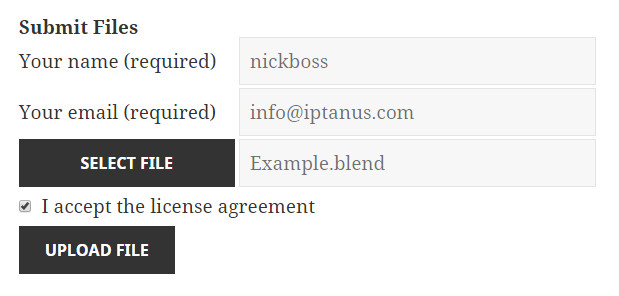 Submit Files
Your name (required) nickboss
Your email (required) info@iptanus.com
SELECT FILE Example.blend
I accept the license agreement
UPLOAD FILE